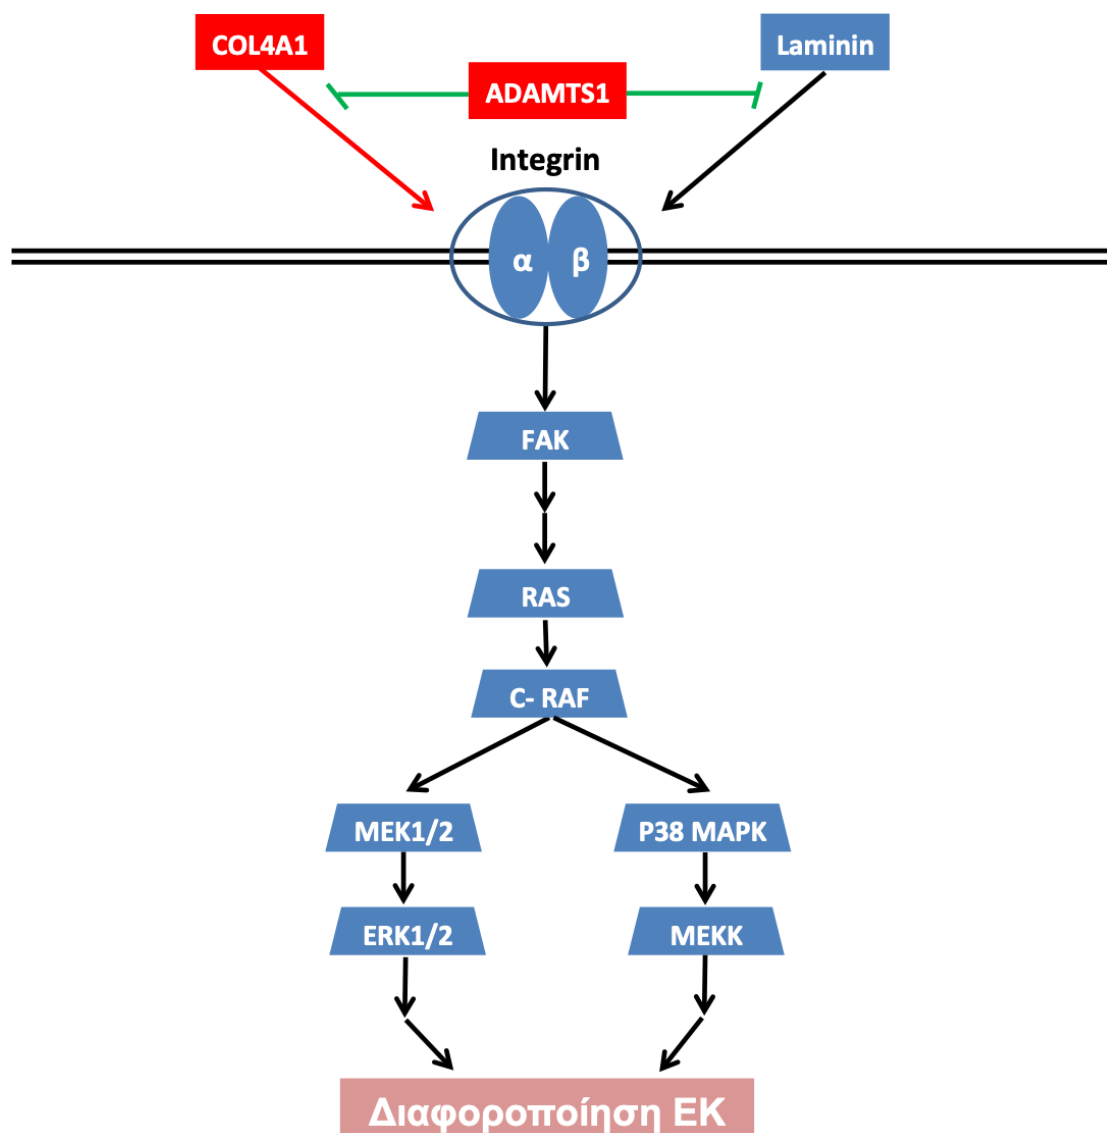 COL4A1
Laminin
ADAMTS1
Integrin
α β
FAK
RAS
C- RAF
MEK1/2
P38 MAPK
ERK1/2
MEKK
Διαφοροποίηση ΕΚ